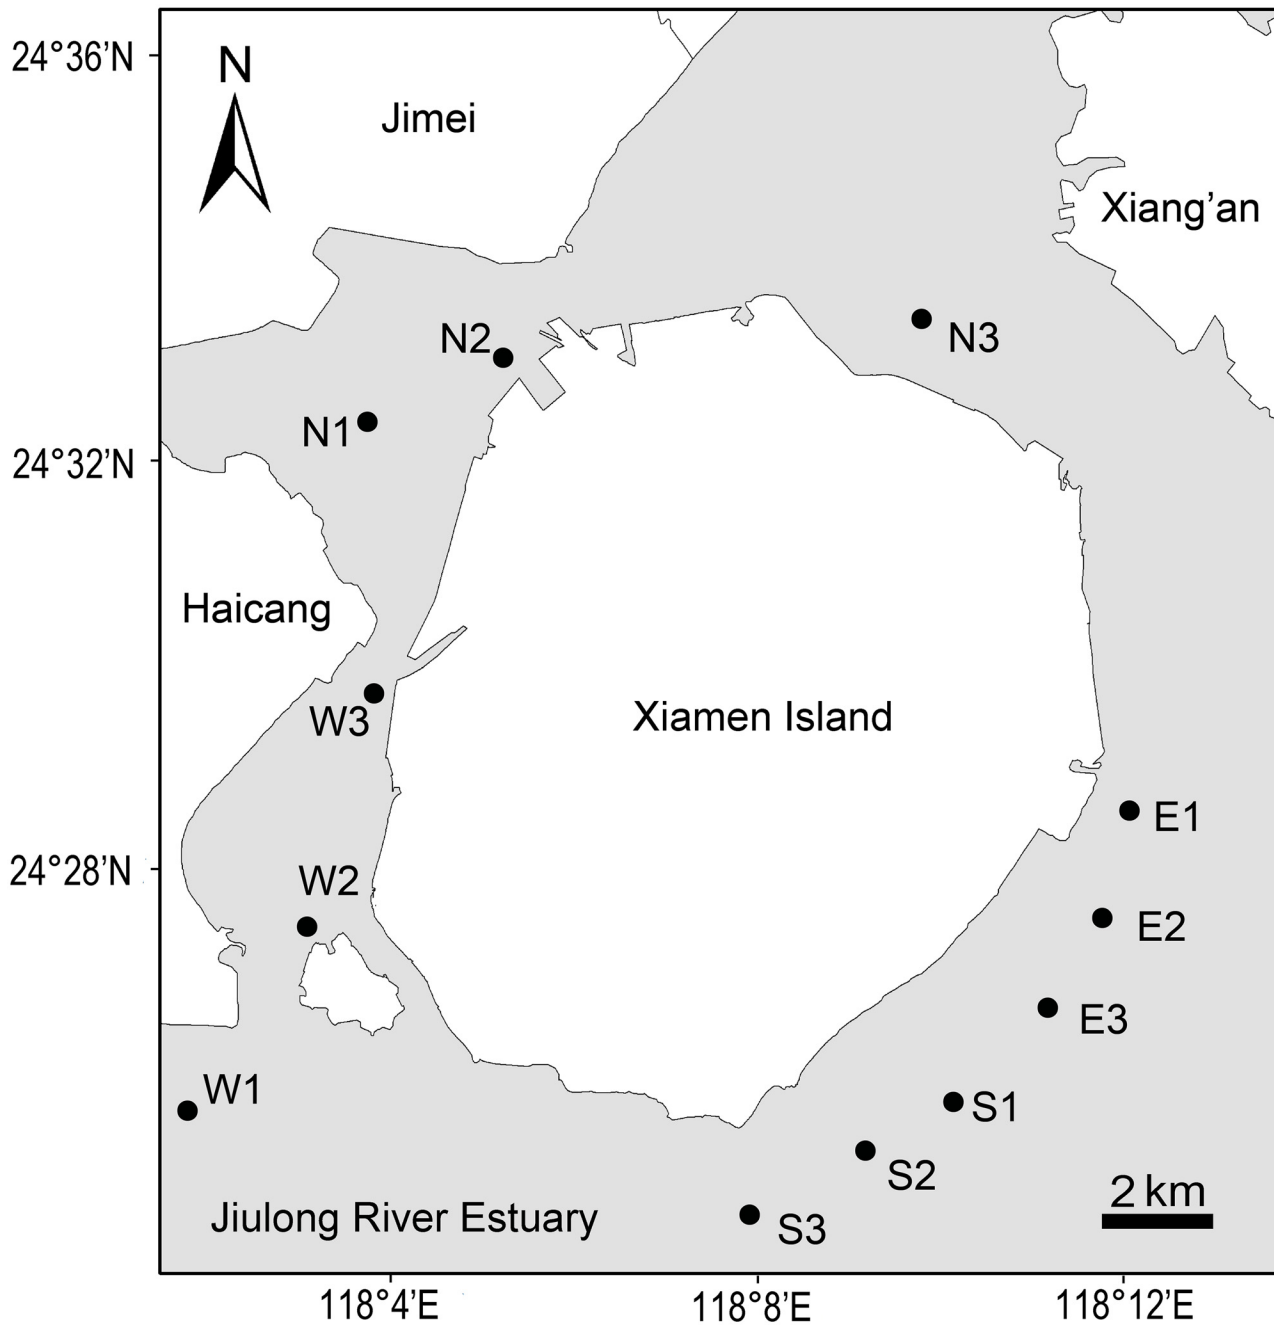 24°36'N
N
Jimei
Xiang'an
N2
N3
N1
24°32'N
Haicang
W3
Xiamen Island
E1
24°28'N
W2
E2
E3
W1
S1
S2
2 km
Jiulong River Estuary
S3
118°4'E
118°8'E
118°12'E